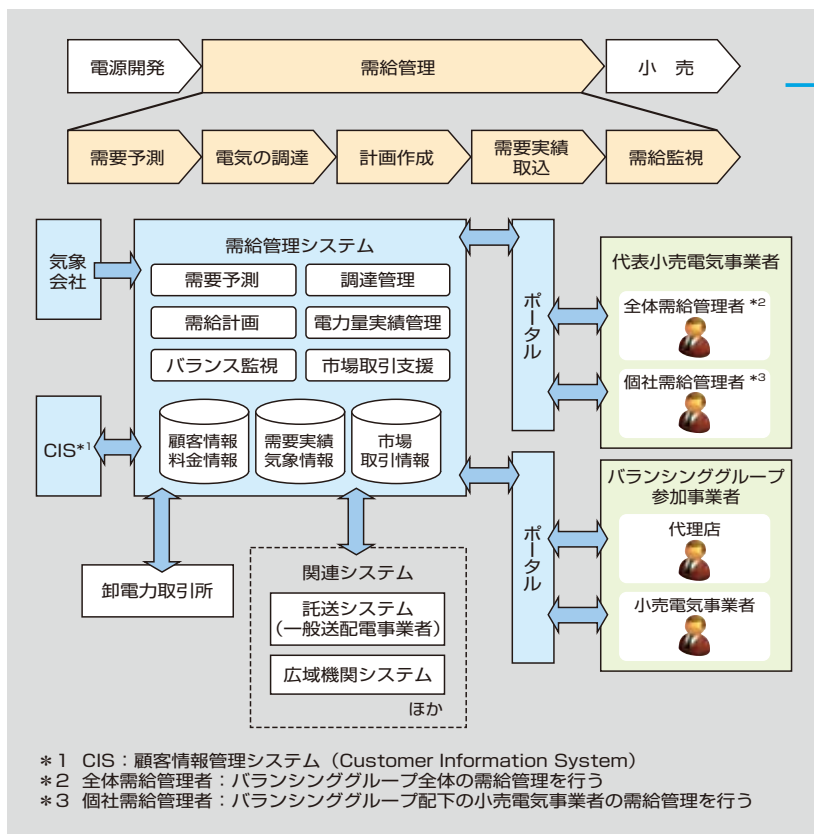 電源開発
需給管理
小　売
需要予測
電気の調達
計画作成
需要実績
取込
需給監視
気象
会社
需給管理システム
需要予測
調達管理
需給計画
電力量実績管理
バランス監視
市場取引支援
顧客情報
料金情報
需要実績
気象情報
市場
取引情報
CIS*1
ポータル
代表小売電気事業者
全体需給管理者*2
個社需給管理者*3
ポータル
バランシンググループ
参加事業者
代理店
小売電気事業者
卸電力取引所
関連システム
託送システム
（一般送配電事業者）
広域機関システム
ほか
＊1 CIS：顧客情報管理システム（Customer Information System）
＊2 全体需給管理者：バランシンググループ全体の需給管理を行う
＊3 個社需給管理者：バランシンググループ配下の小売電気事業者の需給管理を行う